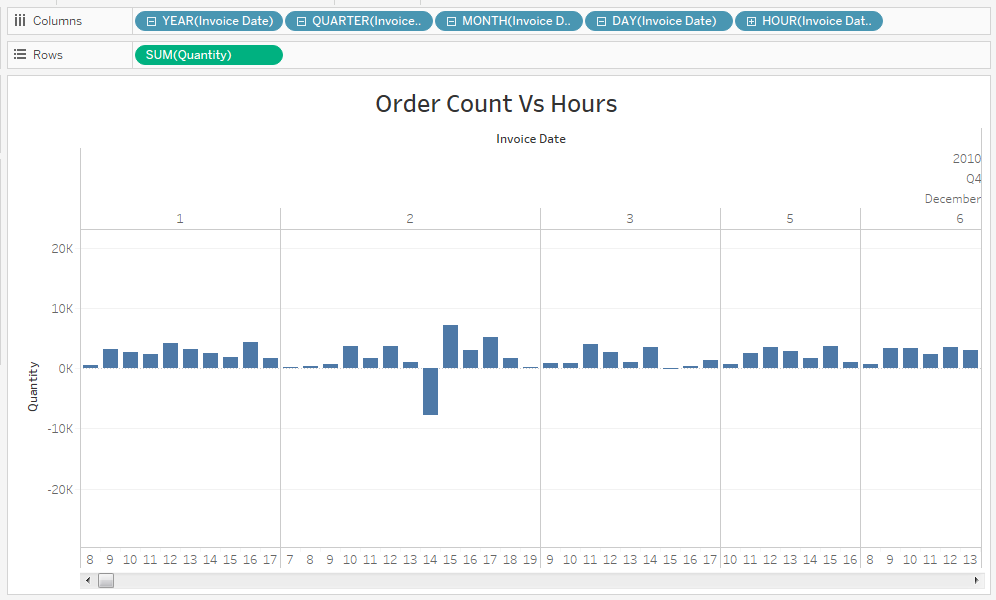 Columns YEAR(Invoice Date) QUARTER(Invoice.. MONTH(Invoice D.. DAY(Invoice Date) HOUR(Invoice Dat..
Rows SUM(Quantity)
Order Count Vs Hours
Invoice Date
2010
Q4
December
1 2 3 5 6
20K
10K
0K
-10K
-20K
Quantity
8 9 10 11 12 13 14 15 16 17 7 8 9 10 11 12 13 14 15 16 17 18 19 9 10 11 12 13 14 15 16 17 10 11 12 13 14 15 16 8 9 10 11 12 13